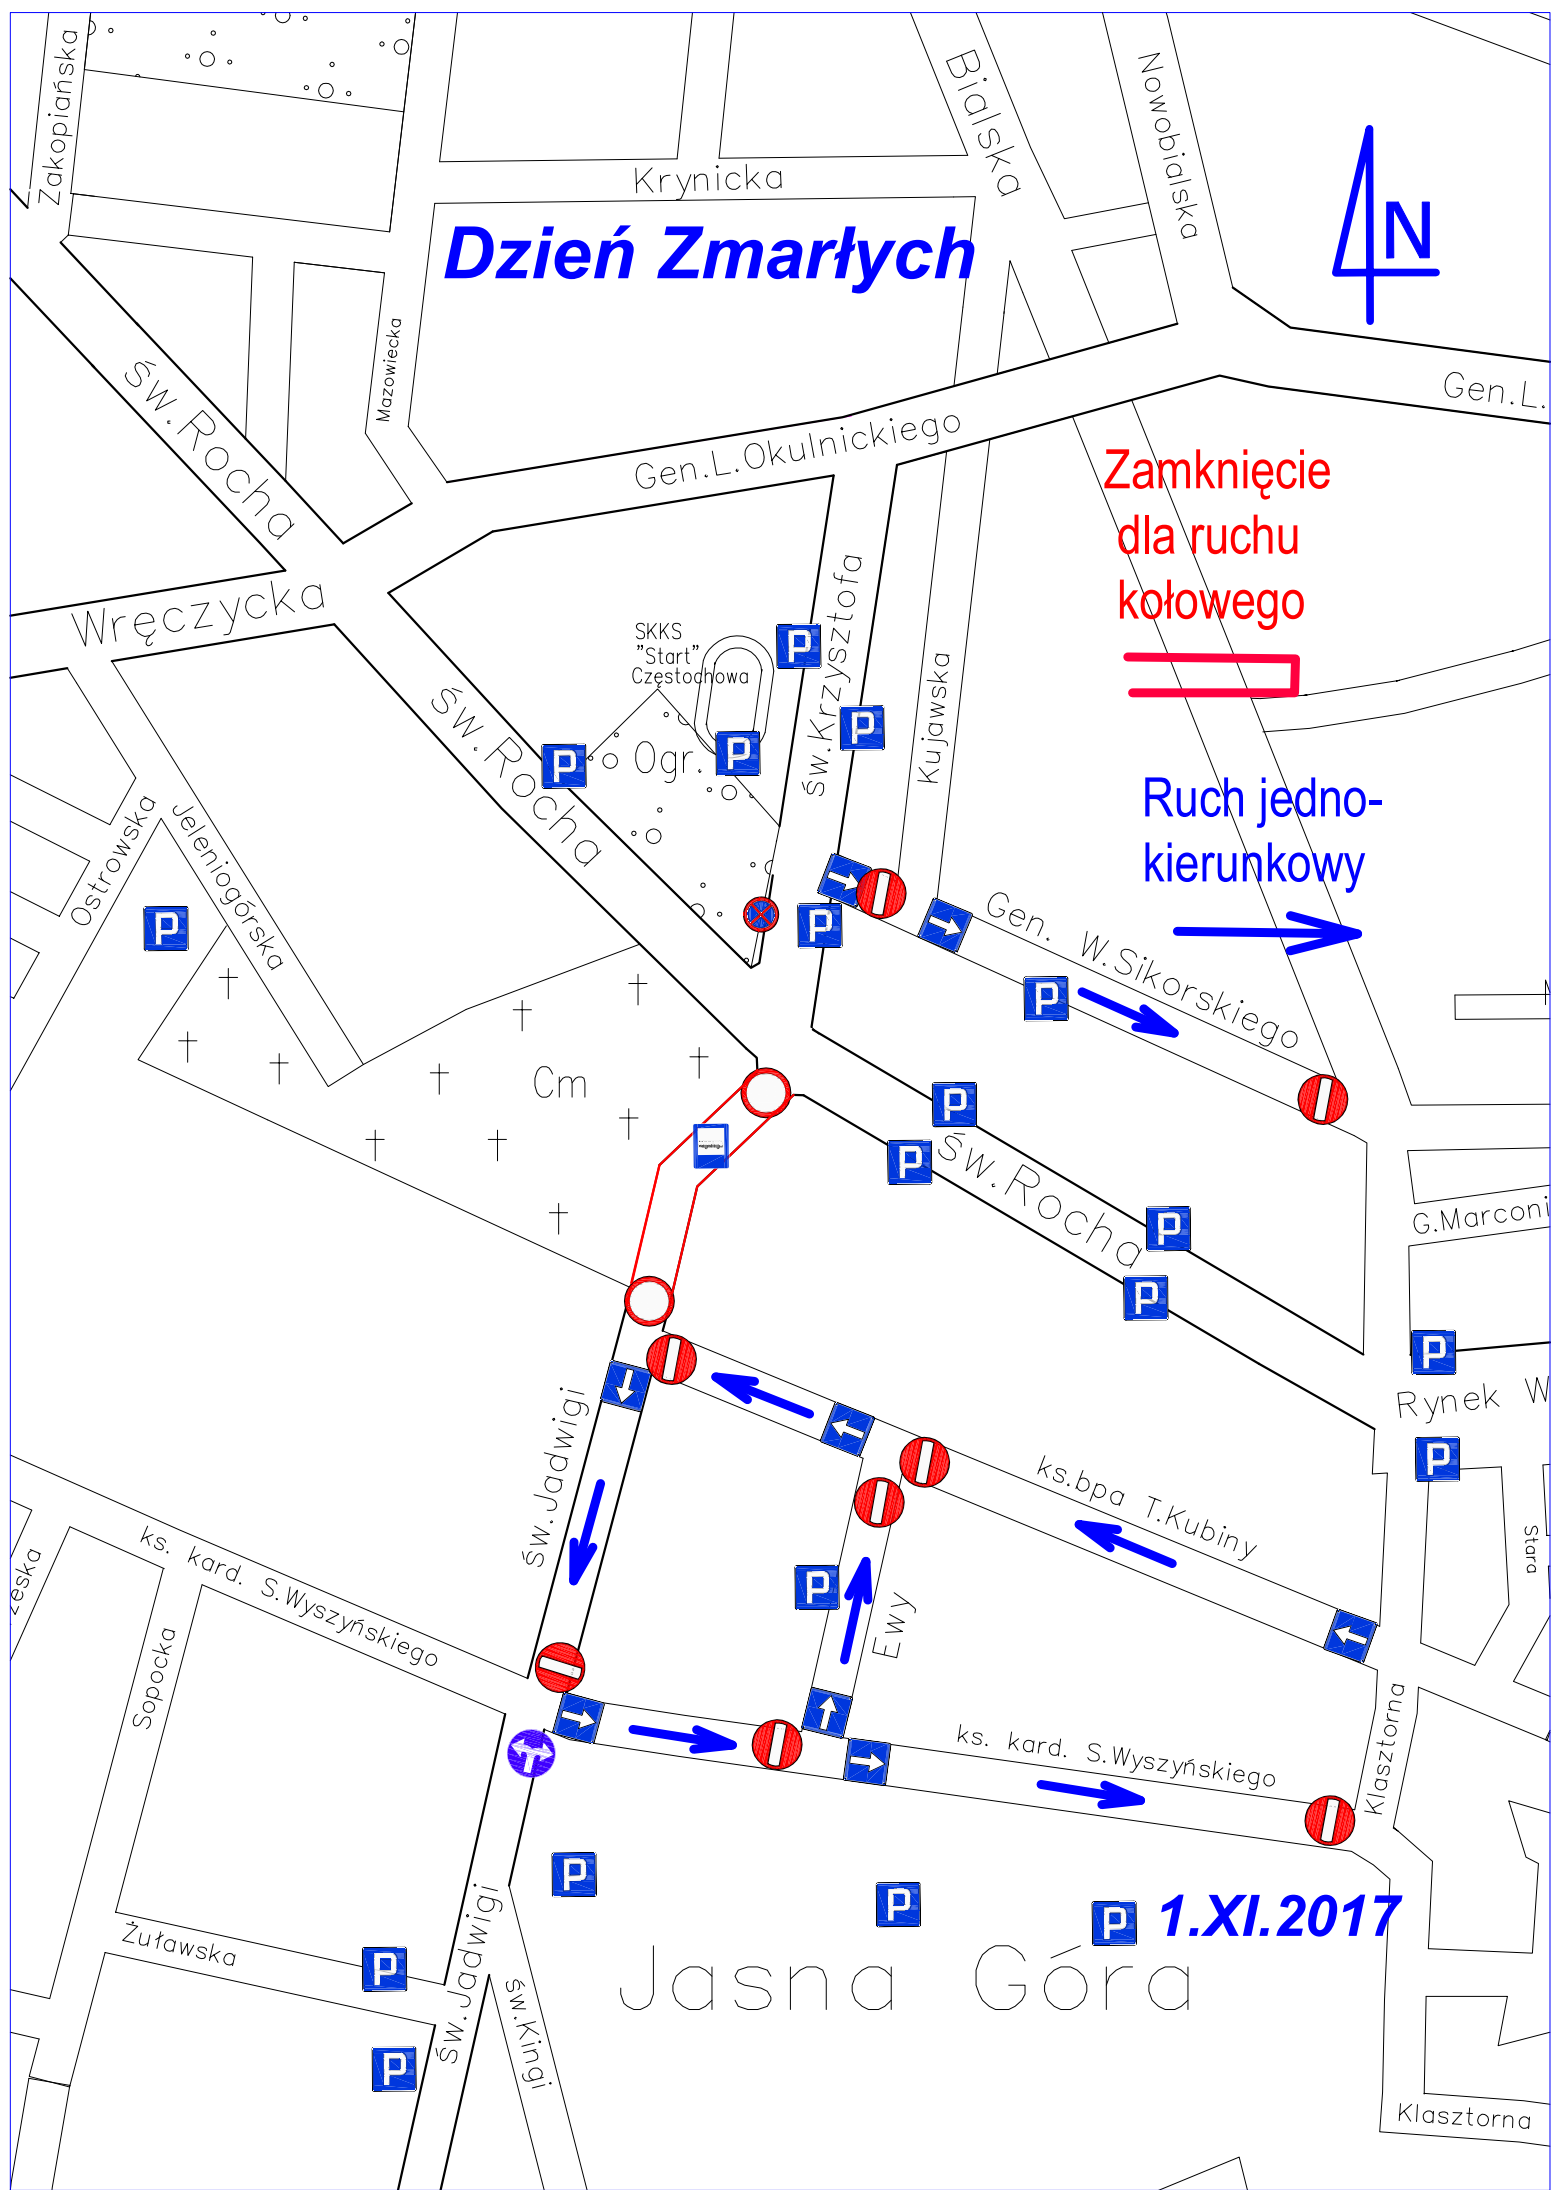 Zakopiańska
Bialska
Nowobialska
Krynicka
Dzień Zmarłych
N
Mazowiecka
Św.Rocha
Gen.L.
Gen.L.Okulnickiego
Zamknięcie
dla ruchu
kołowego
Wręczycka
SKKS
"Start"
Częstochowa
P
św.Krzysztofa
Kujawska
P
Św.Rocha
P
Ogr.
P
Ruch jedno-
kierunkowy
Ostrowska
Jeleniogórska
P
P
Gen. W.Sikorskiego
P
Cm
P
P
Św.Rocha
P
G.Marconi
P
P
Rynek W
P
św.Jadwigi
ks.bpa T.Kubiny
Stara
ks. kard. S.Wyszyńskiego
P
Ewy
Sopocka
Klasztorna
ks. kard. S.Wyszyńskiego
P
P
P
1.XI.2017
Żuławska
P
św.Jadwigi
św.Kingi
Jasna Góra
P
Klasztorna